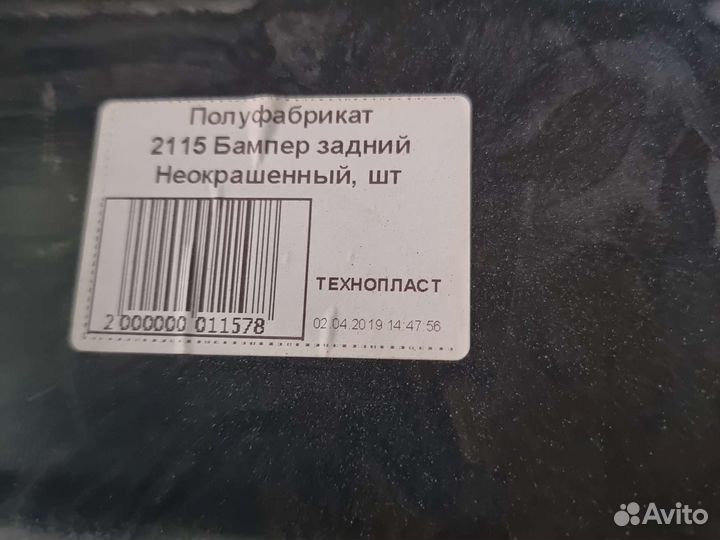 Полуфабрикат
2115 Бампер задний
Неокрашенный, шт
ТЕХНОПЛАСТ
2 000000 011578
02.04.2019 14:47:56
Avito